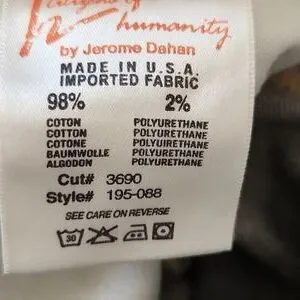 humanity
by Jerome Dahan
MADE IN U.S.A.
IMPORTED FABRIC
98% 2%
COTON POLYURETHANE
COTTON POLYURETHANE
COTONE POLYUIRETHANE
BAUMWOLLE POLYURETHANE
ALGODON POLYURETHANE
Cut# 3690
Style# 195-088
SEE CARE ON REVERSE
30